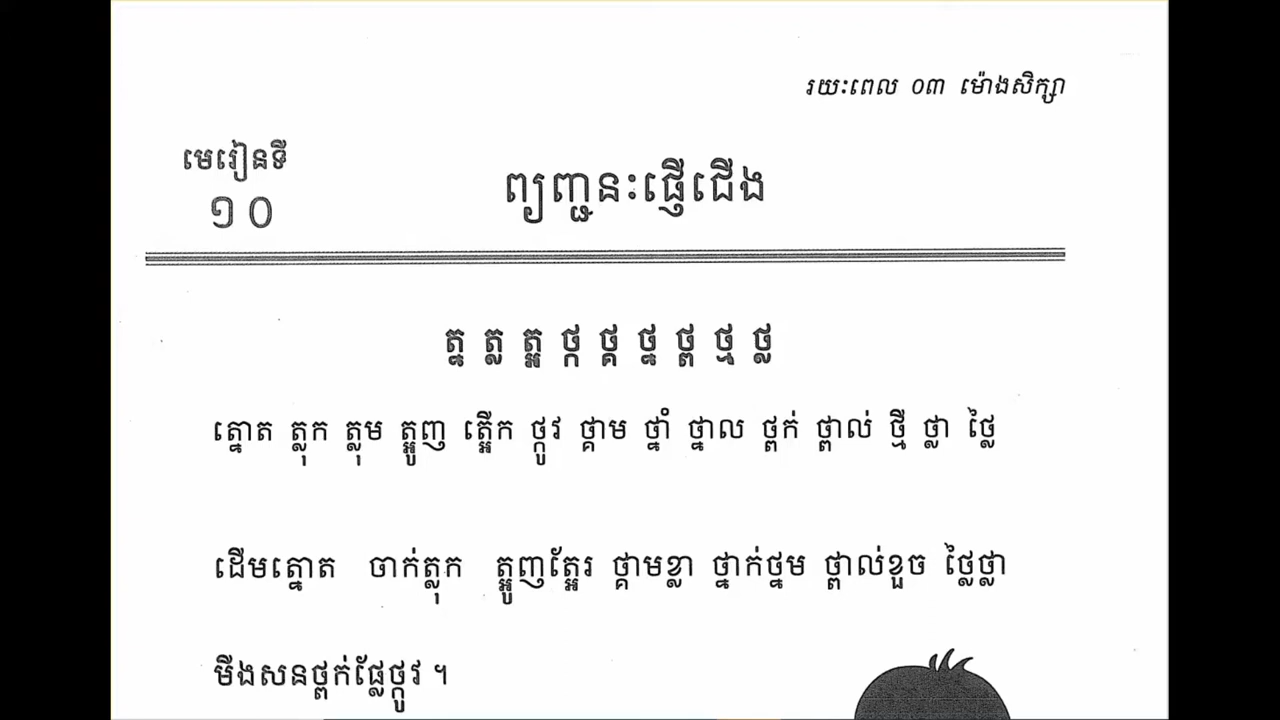 រយៈពេល ០៣ ម៉ោងសិក្សា
មេរៀនទី
១០
ព្យញ្ជនៈផ្ញើជើង
ត្ន ត្ល ត្អ ថ្ក ថ្គ ថ្ន ថ្ព ថ្ម ថ្ល
ត្នោត ត្លុក ត្លុម ត្អូញ ត្អើក ថ្កូវ ថ្គាម ថ្នាំ ថ្នាល ថ្ពក់ ថ្ពាល់ ថ្មី ថ្លា ថ្លៃ
ដើមត្នោត ចាក់ត្លុក ត្អូញត្អែរ ថ្គាមខ្លា ថ្នាក់ថ្នម ថ្ពាល់ខួច ថ្លៃថ្លា
មីងសនថ្ពក់ផ្លែថ្កូវ ។